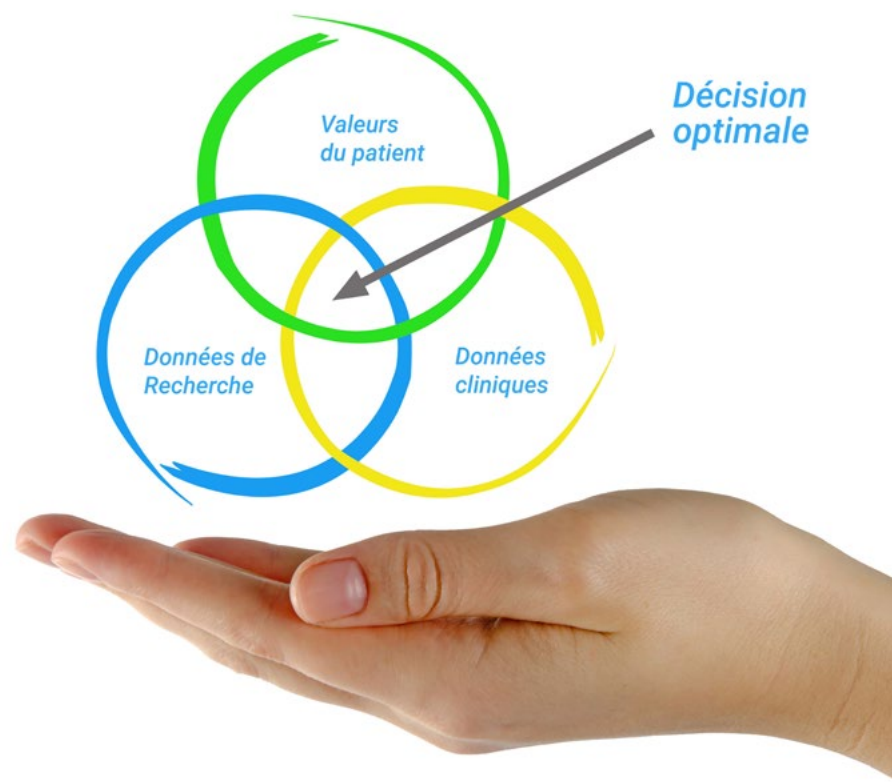 Valeurs
du patient
Décision
optimale
Données de
Recherche
Données
cliniques